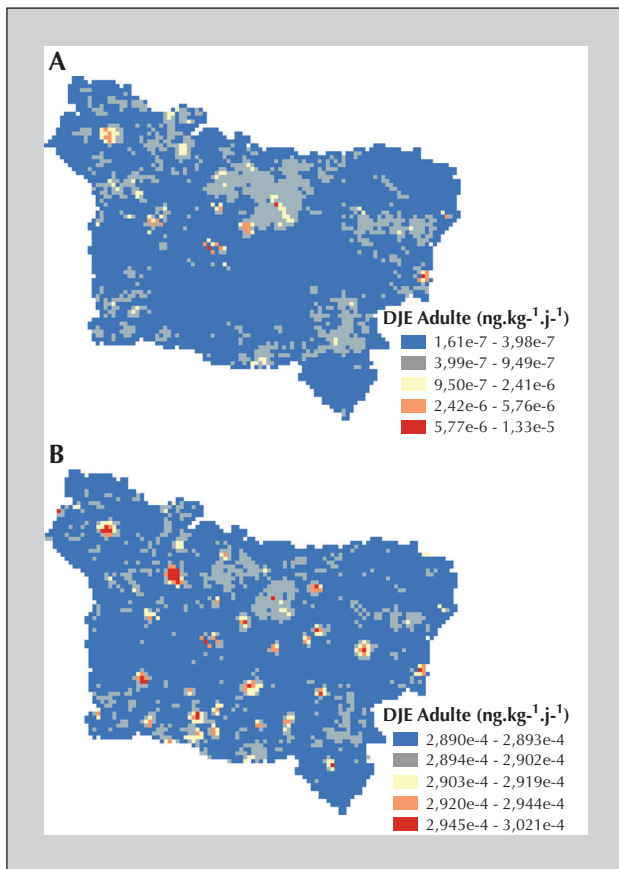 A
DJE Adulte (ng.kg-¹.j-¹)
1,61e-7 - 3,98e-7
3,99e-7 - 9,49e-7
9,50e-7 - 2,41e-6
2,42e-6 - 5,76e-6
5,77e-6 - 1,33e-5
B
DJE Adulte (ng.kg-¹.j-¹)
2,890e-4 - 2,893e-4
2,894e-4 - 2,902e-4
2,903e-4 - 2,919e-4
2,920e-4 - 2,944e-4
2,945e-4 - 3,021e-4